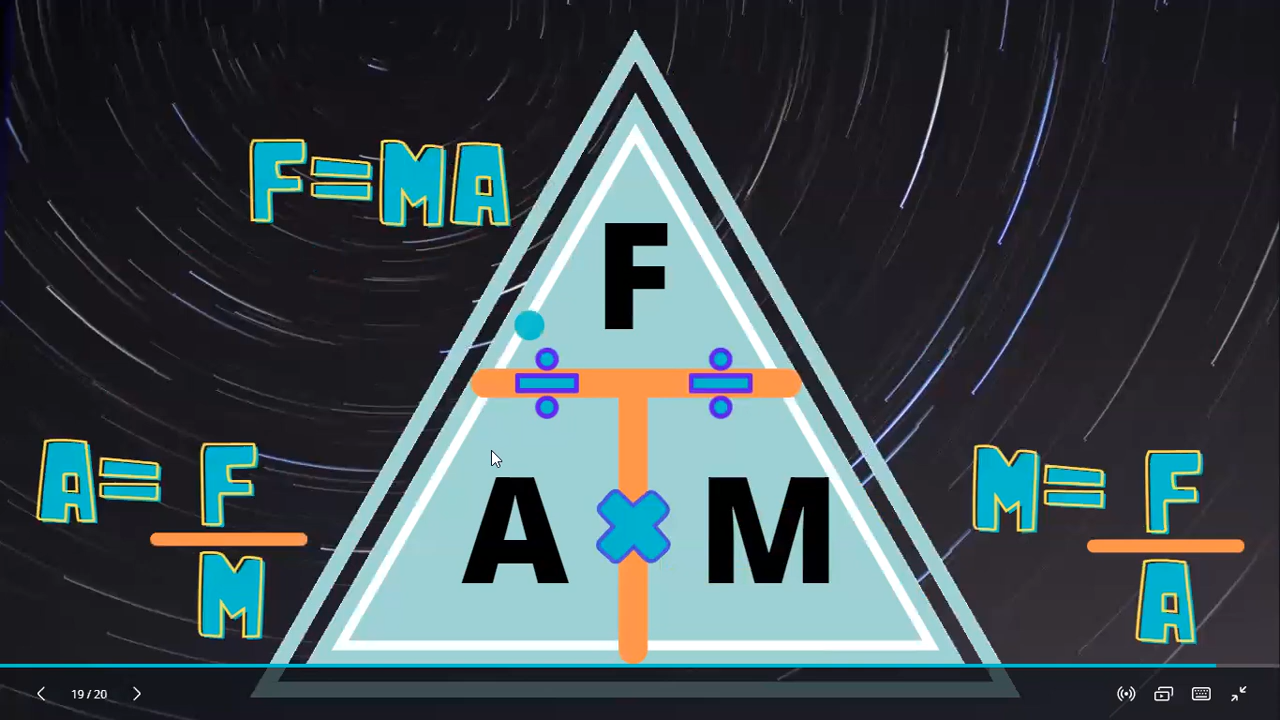 F=MA
F
÷ ÷
A × M
A= F
M
M= F
A
19 / 20